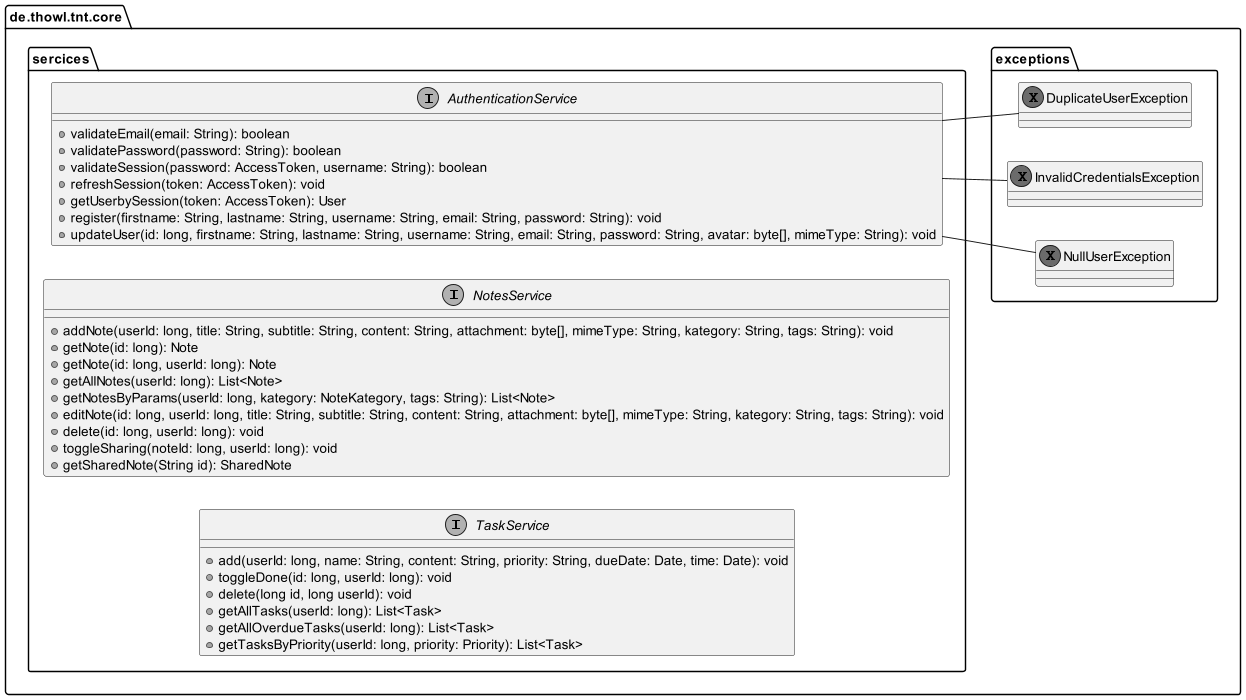 de.thowl.tnt.core
sercices
exceptions
I AuthenticationService
validateEmail(email: String): boolean
validatePassword(password: String): boolean
validateSession(password: AccessToken, username: String): boolean
refreshSession(token: AccessToken): void
getUserbySession(token: AccessToken): User
register(firstname: String, lastname: String, username: String, email: String, password: String): void
updateUser(id: long, firstname: String, lastname: String, username: String, email: String, password: String, avatar: byte[], mimeType: String): void
X DuplicateUserException
X InvalidCredentialsException
X NullUserException
I NotesService
addNote(userId: long, title: String, subtitle: String, content: String, attachment: byte[], mimeType: String, kategory: String, tags: String): void
getNote(id: long): Note
getNote(id: long, userId: long): Note
getAllNotes(userId: long): List<Note>
getNotesByParams(userId: long, kategory: NoteKategory, tags: String): List<Note>
editNote(id: long, userId: long, title: String, subtitle: String, content: String, attachment: byte[], mimeType: String, kategory: String, tags: String): void
delete(id: long, userId: long): void
toggleSharing(noteId: long, userId: long): void
getSharedNote(String id): SharedNote
I TaskService
add(userId: long, name: String, content: String, priority: String, dueDate: Date, time: Date): void
toggleDone(id: long, userId: long): void
delete(long id, long userId): void
getAllTasks(userId: long): List<Task>
getAllOverdueTasks(userId: long): List<Task>
getTasksByPriority(userId: long, priority: Priority): List<Task>